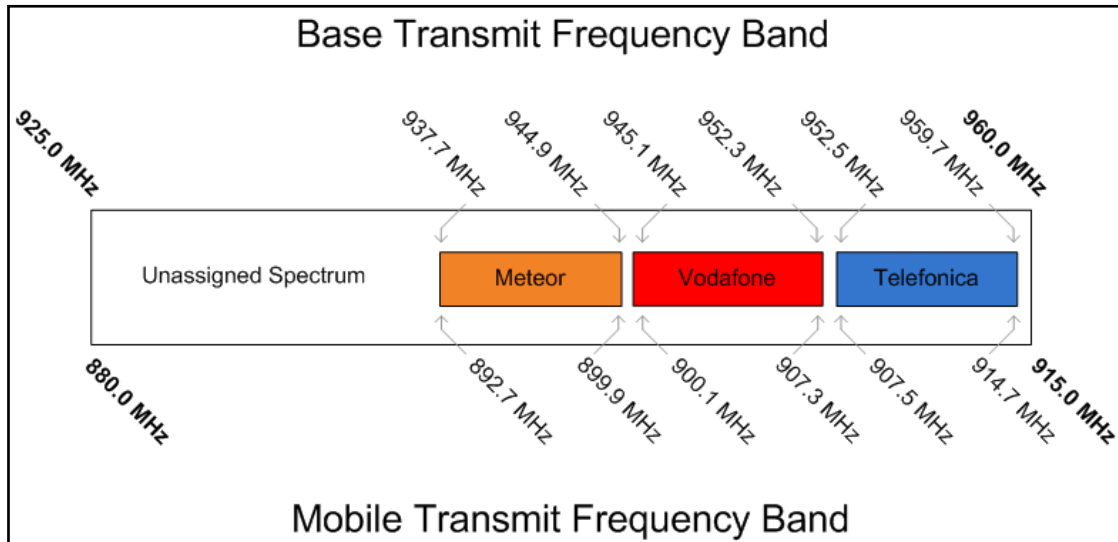 Base Transmit Frequency Band
925.0 MHz
937.7 MHz
944.9 MHz
945.1 MHz
952.3 MHz
952.5 MHz
959.7 MHz
960.0 MHz
Unassigned Spectrum
Meteor
Vodafone
Telefonica
880.0 MHz
892.7 MHz
899.9 MHz
900.1 MHz
907.3 MHz
907.5 MHz
914.7 MHz
915.0 MHz
Mobile Transmit Frequency Band